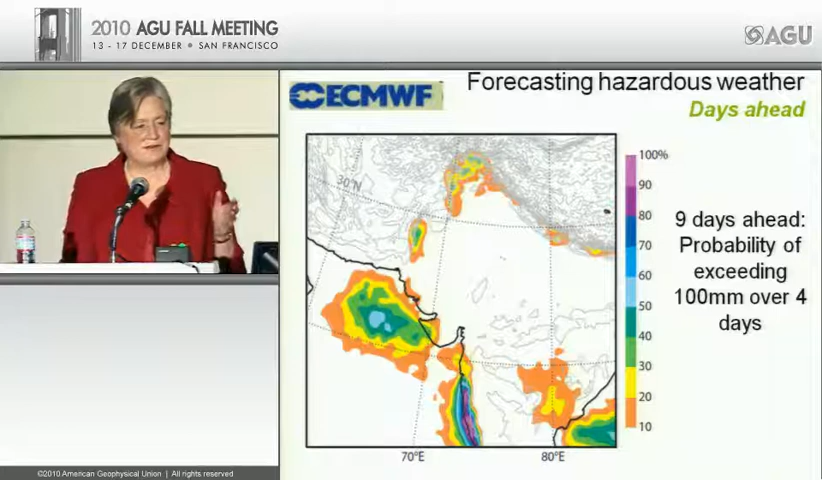 2010 AGU FALL MEETING
13 - 17 DECEMBER • SAN FRANCISCO
AGU
ECMWF
Forecasting hazardous weather
Days ahead
30°N
100%
90
80
70
60
50
40
30
20
10
9 days ahead:
Probability of
exceeding
100mm over 4
days
70°E
80°E
©2010 American Geophysical Union | All rights reserved